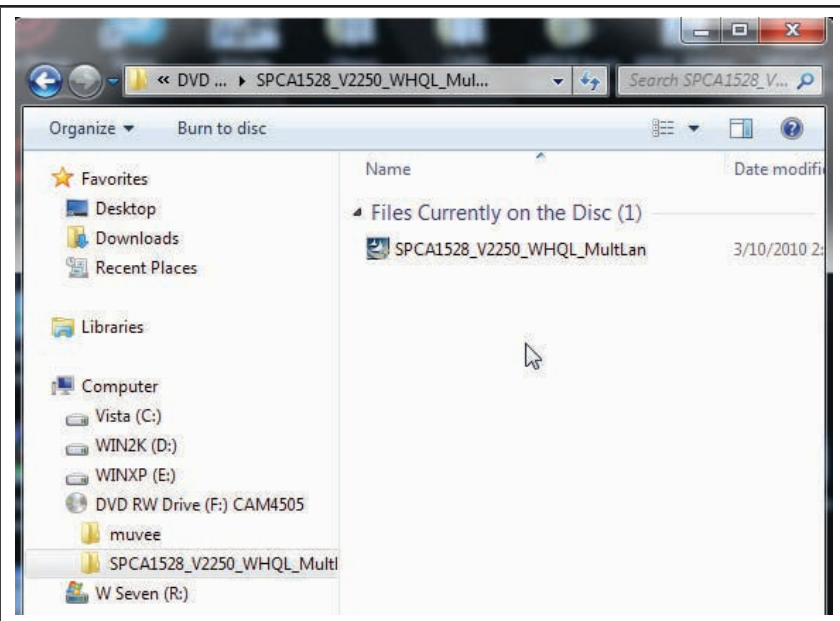 « DVD ... ▸ SPCA1528_V2250_WHQL_Mul...
Search SPCA1528_V...
Organize ▾ Burn to disc
Favorites
Desktop
Downloads
Recent Places
Libraries
Computer
Vista (C:)
WIN2K (D:)
WINXP (E:)
DVD RW Drive (F:) CAM4505
muvee
SPCA1528_V2250_WHQL_Multl
W Seven (R:)
Name Date modifi
Files Currently on the Disc (1)
SPCA1528_V2250_WHQL_MultLan 3/10/2010 2: